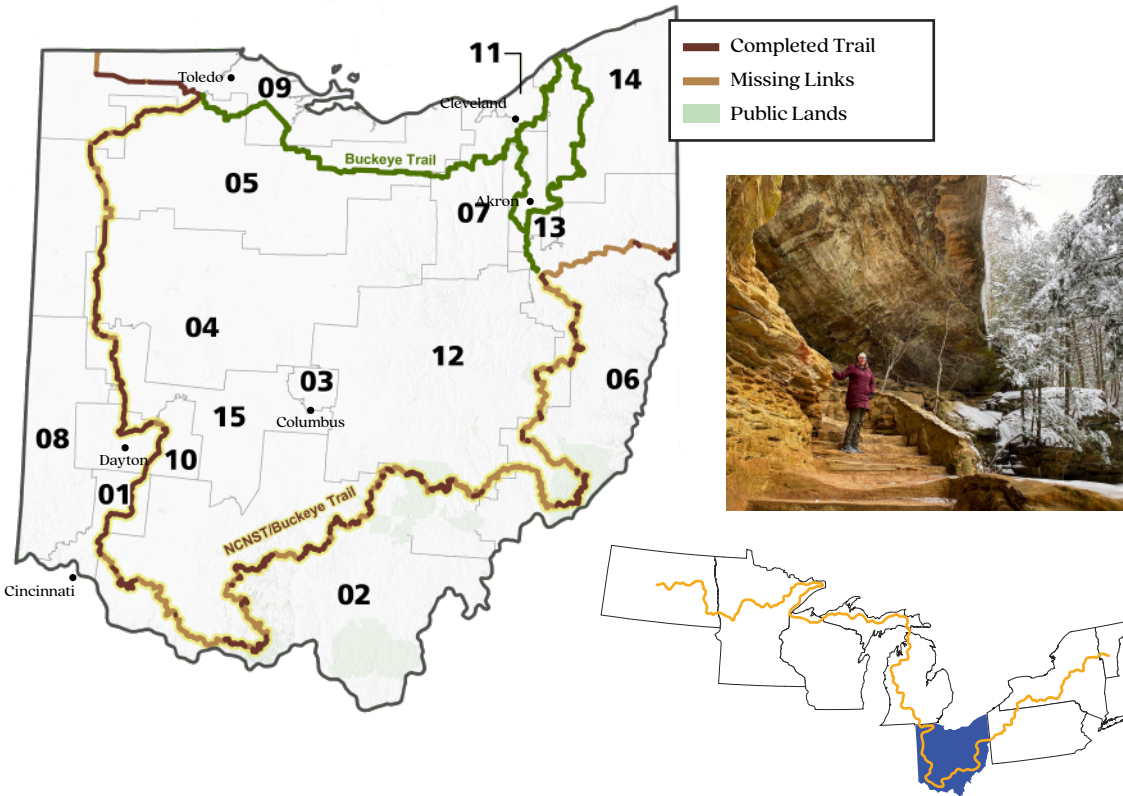 11
14
Toledo
09
Cleveland
Completed Trail
Missing Links
Public Lands
Buckeye Trail
05
07
Akron
13
04
12
03
06
15
Columbus
08
Dayton
10
01
NCNST/Buckeye Trail
Cincinnati
02